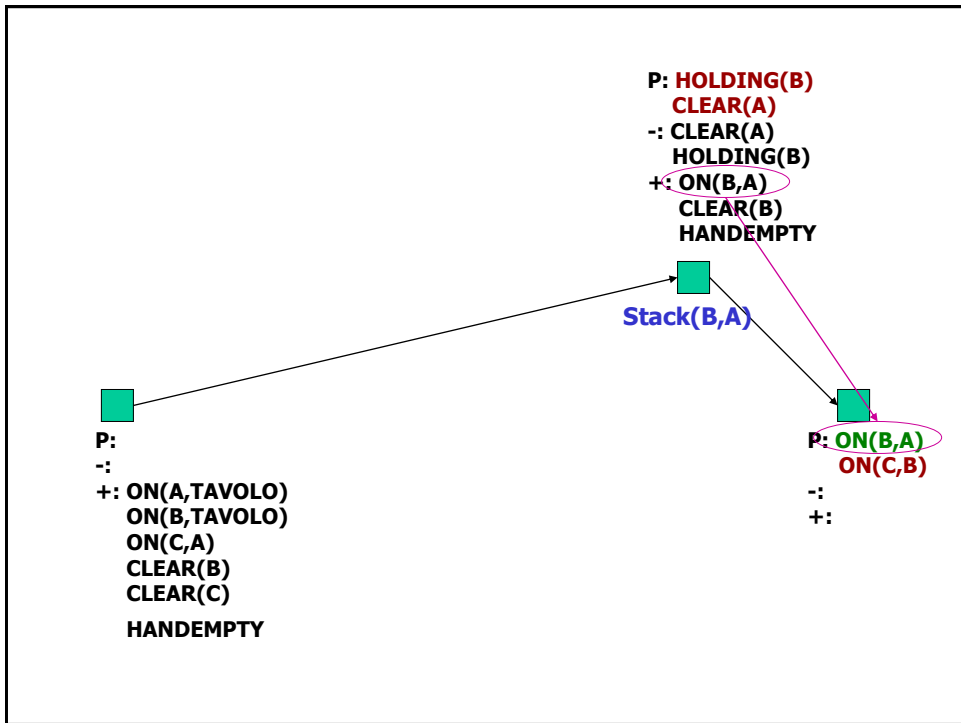 P: HOLDING(B)
CLEAR(A)
-: CLEAR(A)
HOLDING(B)
+: ON(B,A)
CLEAR(B)
HANDEMPTY
Stack(B,A)
P:
-:
+: ON(A,TAVOLO)
ON(B,TAVOLO)
ON(C,A)
CLEAR(B)
CLEAR(C)
HANDEMPTY
P: ON(B,A)
ON(C,B)
-:
+: